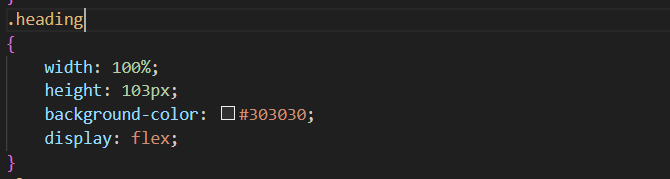 }
.heading
{
width: 100%;
height: 103px;
background-color: #303030;
display: flex;
}